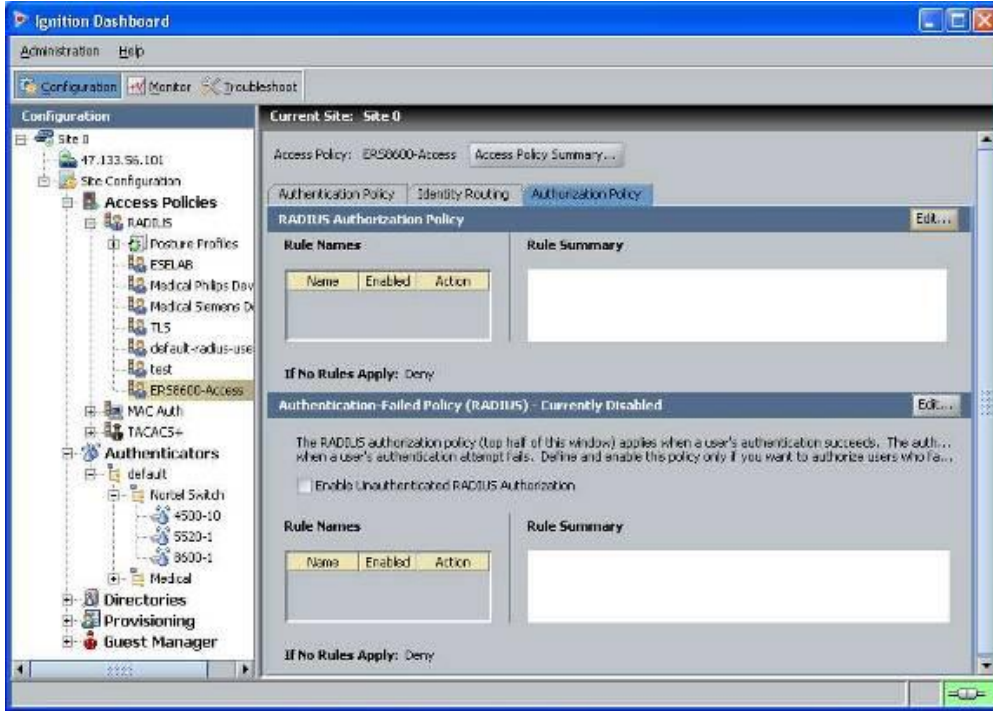 Ignition Dashboard
Administration Help
Configuration Monitor Troubleshoot
Configuration
Current Site: Site 0
Site 0
47.133.56.101
Site Configuration
Access Policies
RADIUS
Posture Profiles
ESELAB
Medical Philips Dev
Medical Siemens D
TLS
default-radius-use
test
ERS8600-Access
MAC Auth
TACACS+
Authenticators
default
Nortel Switch
4500-10
5520-1
8600-1
Medical
Directories
Provisioning
Guest Manager
Access Policy: ERS8600-Access Access Policy Summary...
Authentication Policy Identity Routing Authorization Policy
RADIUS Authorization Policy Edit...
Rule Names Rule Summary
Name Enabled Action
If No Rules Apply: Deny
Authentication-Failed Policy (RADIUS) - Currently Disabled Edit...
The RADIUS authorization policy (top half of this window) applies when a user's authentication succeeds. The auth...
when a user's authentication attempt fails. Define and enable this policy only if you want to authorize users who fa...
Enable Unauthenticated RADIUS Authorization
Rule Names Rule Summary
Name Enabled Action
If No Rules Apply: Deny